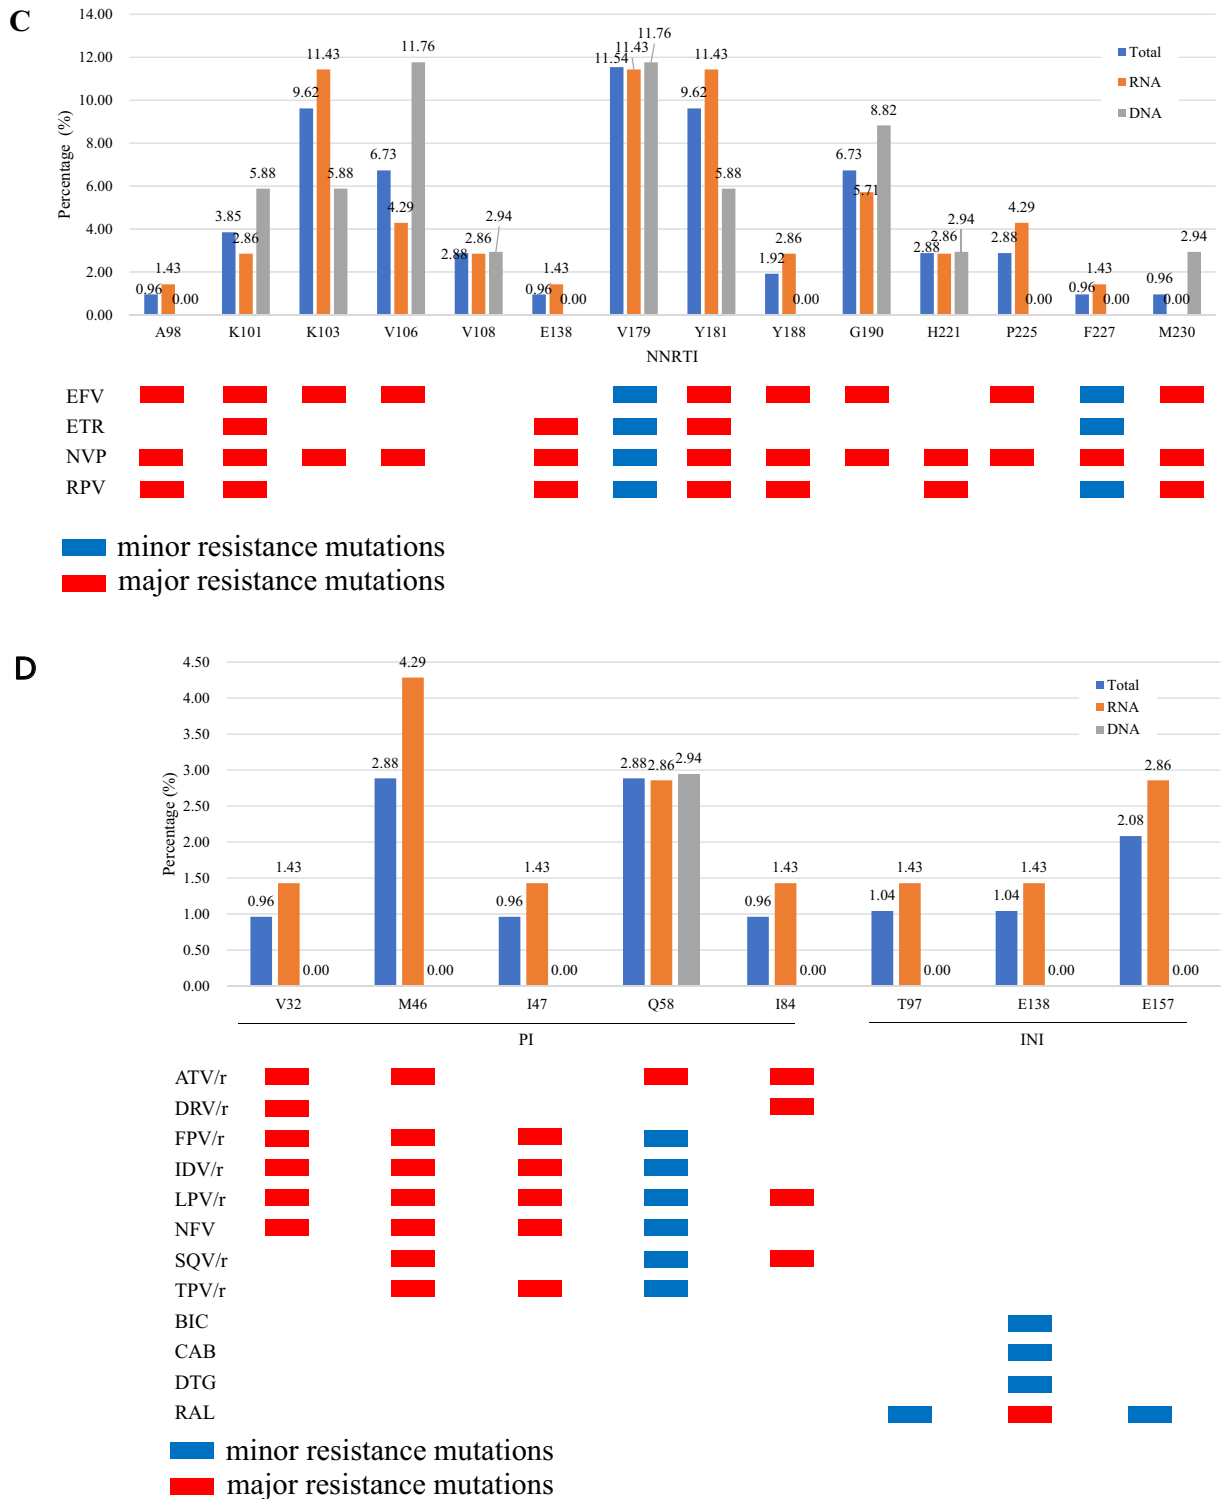 C
14.00
12.00
10.00
8.00
6.00
4.00
2.00
0.00
Percentage (%)
Total
RNA
DNA
0.96 1.43 0.00
3.85 2.86 5.88
9.62 11.43 5.88
6.73 4.29 11.76
2.88 2.86 2.94
0.96 1.43 0.00
11.54 11.43 11.76
9.62 11.43 5.88
1.92 2.86 0.00
6.73 5.71 8.82
2.88 2.86 2.94
2.88 4.29 0.00
0.96 1.43 0.00
0.96 0.00 2.94
A98 K101 K103 V106 V108 E138 V179 Y181 Y188 G190 H221 P225 F227 M230
NNRTI
EFV
ETR
NVP
RPV
minor resistance mutations
major resistance mutations
D
4.50
4.00
3.50
3.00
2.50
2.00
1.50
1.00
0.50
0.00
Percentage (%)
Total
RNA
DNA
0.96 1.43 0.00
2.88 4.29 0.00
0.96 1.43 0.00
2.88 2.86 2.94
0.96 1.43 0.00
1.04 1.43 0.00
1.04 1.43 0.00
2.08 2.86 0.00
V32 M46 I47 Q58 I84 T97 E138 E157
PI INI
ATV/r
DRV/r
FPV/r
IDV/r
LPV/r
NFV
SQV/r
TPV/r
BIC
CAB
DTG
RAL
minor resistance mutations
major resistance mutations